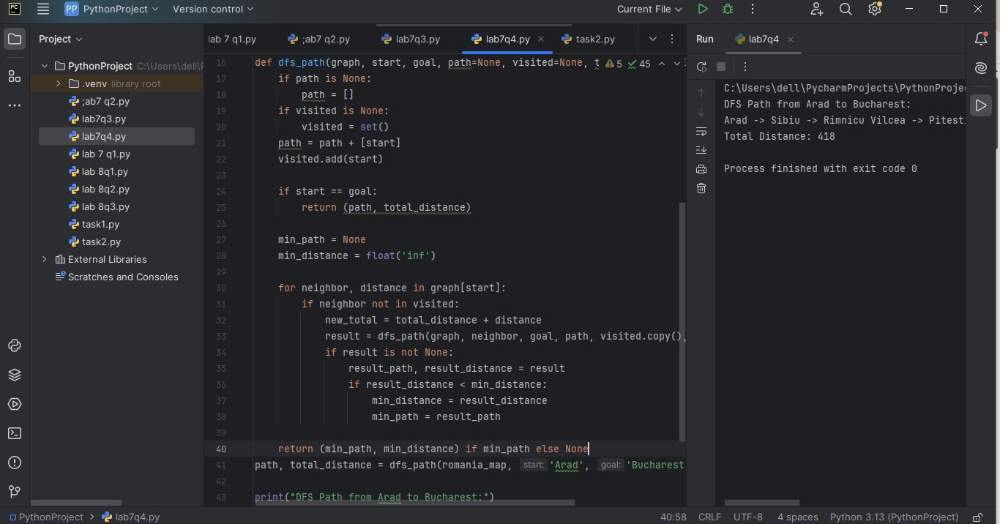 PC PP PythonProject Version control Current File
Project
PythonProject C:\Users\dell\P
.venv library root
;ab7 q2.py
lab7q3.py
lab7q4.py
lab 7 q1.py
lab 8q1.py
lab 8q2.py
lab 8q3.py
task1.py
task2.py
External Libraries
Scratches and Consoles
lab 7 q1.py ;ab7 q2.py lab7q3.py lab7q4.py task2.py
5 45
16 def dfs_path(graph, start, goal, path=None, visited=None, t
17 if path is None:
18 path = []
19 if visited is None:
20 visited = set()
21 path = path + [start]
22 visited.add(start)
23
24 if start == goal:
25 return (path, total_distance)
26
27 min_path = None
28 min_distance = float('inf')
29
30 for neighbor, distance in graph[start]:
31 if neighbor not in visited:
32 new_total = total_distance + distance
33 result = dfs_path(graph, neighbor, goal, path, visited.copy(),
34 if result is not None:
35 result_path, result_distance = result
36 if result_distance < min_distance:
37 min_distance = result_distance
38 min_path = result_path
39
40 return (min_path, min_distance) if min_path else None
41 path, total_distance = dfs_path(romania_map, start: 'Arad', goal: 'Bucharest
42
43 print("DFS Path from Arad to Bucharest:")
Run lab7q4
C:\Users\dell\PycharmProjects\PythonProje
DFS Path from Arad to Bucharest:
Arad -> Sibiu -> Rimnicu Vilcea -> Pitest
Total Distance: 418
Process finished with exit code 0
PythonProject > lab7q4.py
40:58 CRLF UTF-8 4 spaces Python 3.13 (PythonProject)